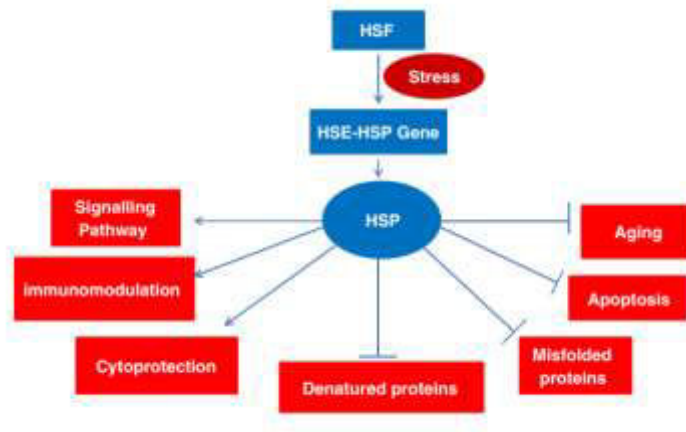 HSF
Stress
HSE-HSP Gene
HSP
Signalling
Pathway
immunomodulation
Cytoprotection
Denatured proteins
Misfolded
proteins
Apoptosis
Aging